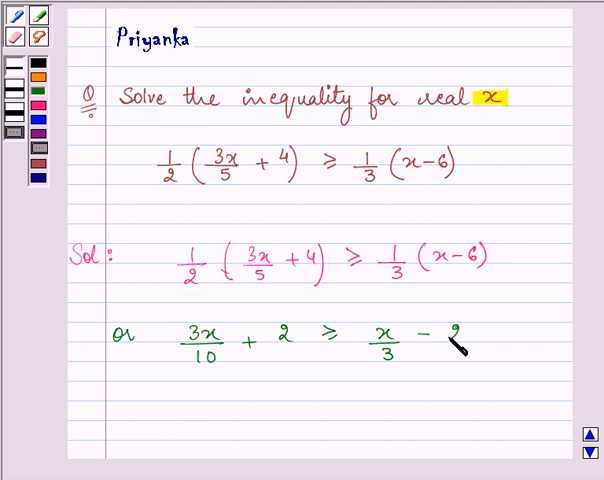 Priyanka
Q Solve the inequality for real x
1/2 (3x/5 + 4) ≥ 1/3 (x-6)
Sol: 1/2 (3x/5 + 4) ≥ 1/3 (x-6)
or 3x/10 + 2 ≥ x/3 - 2